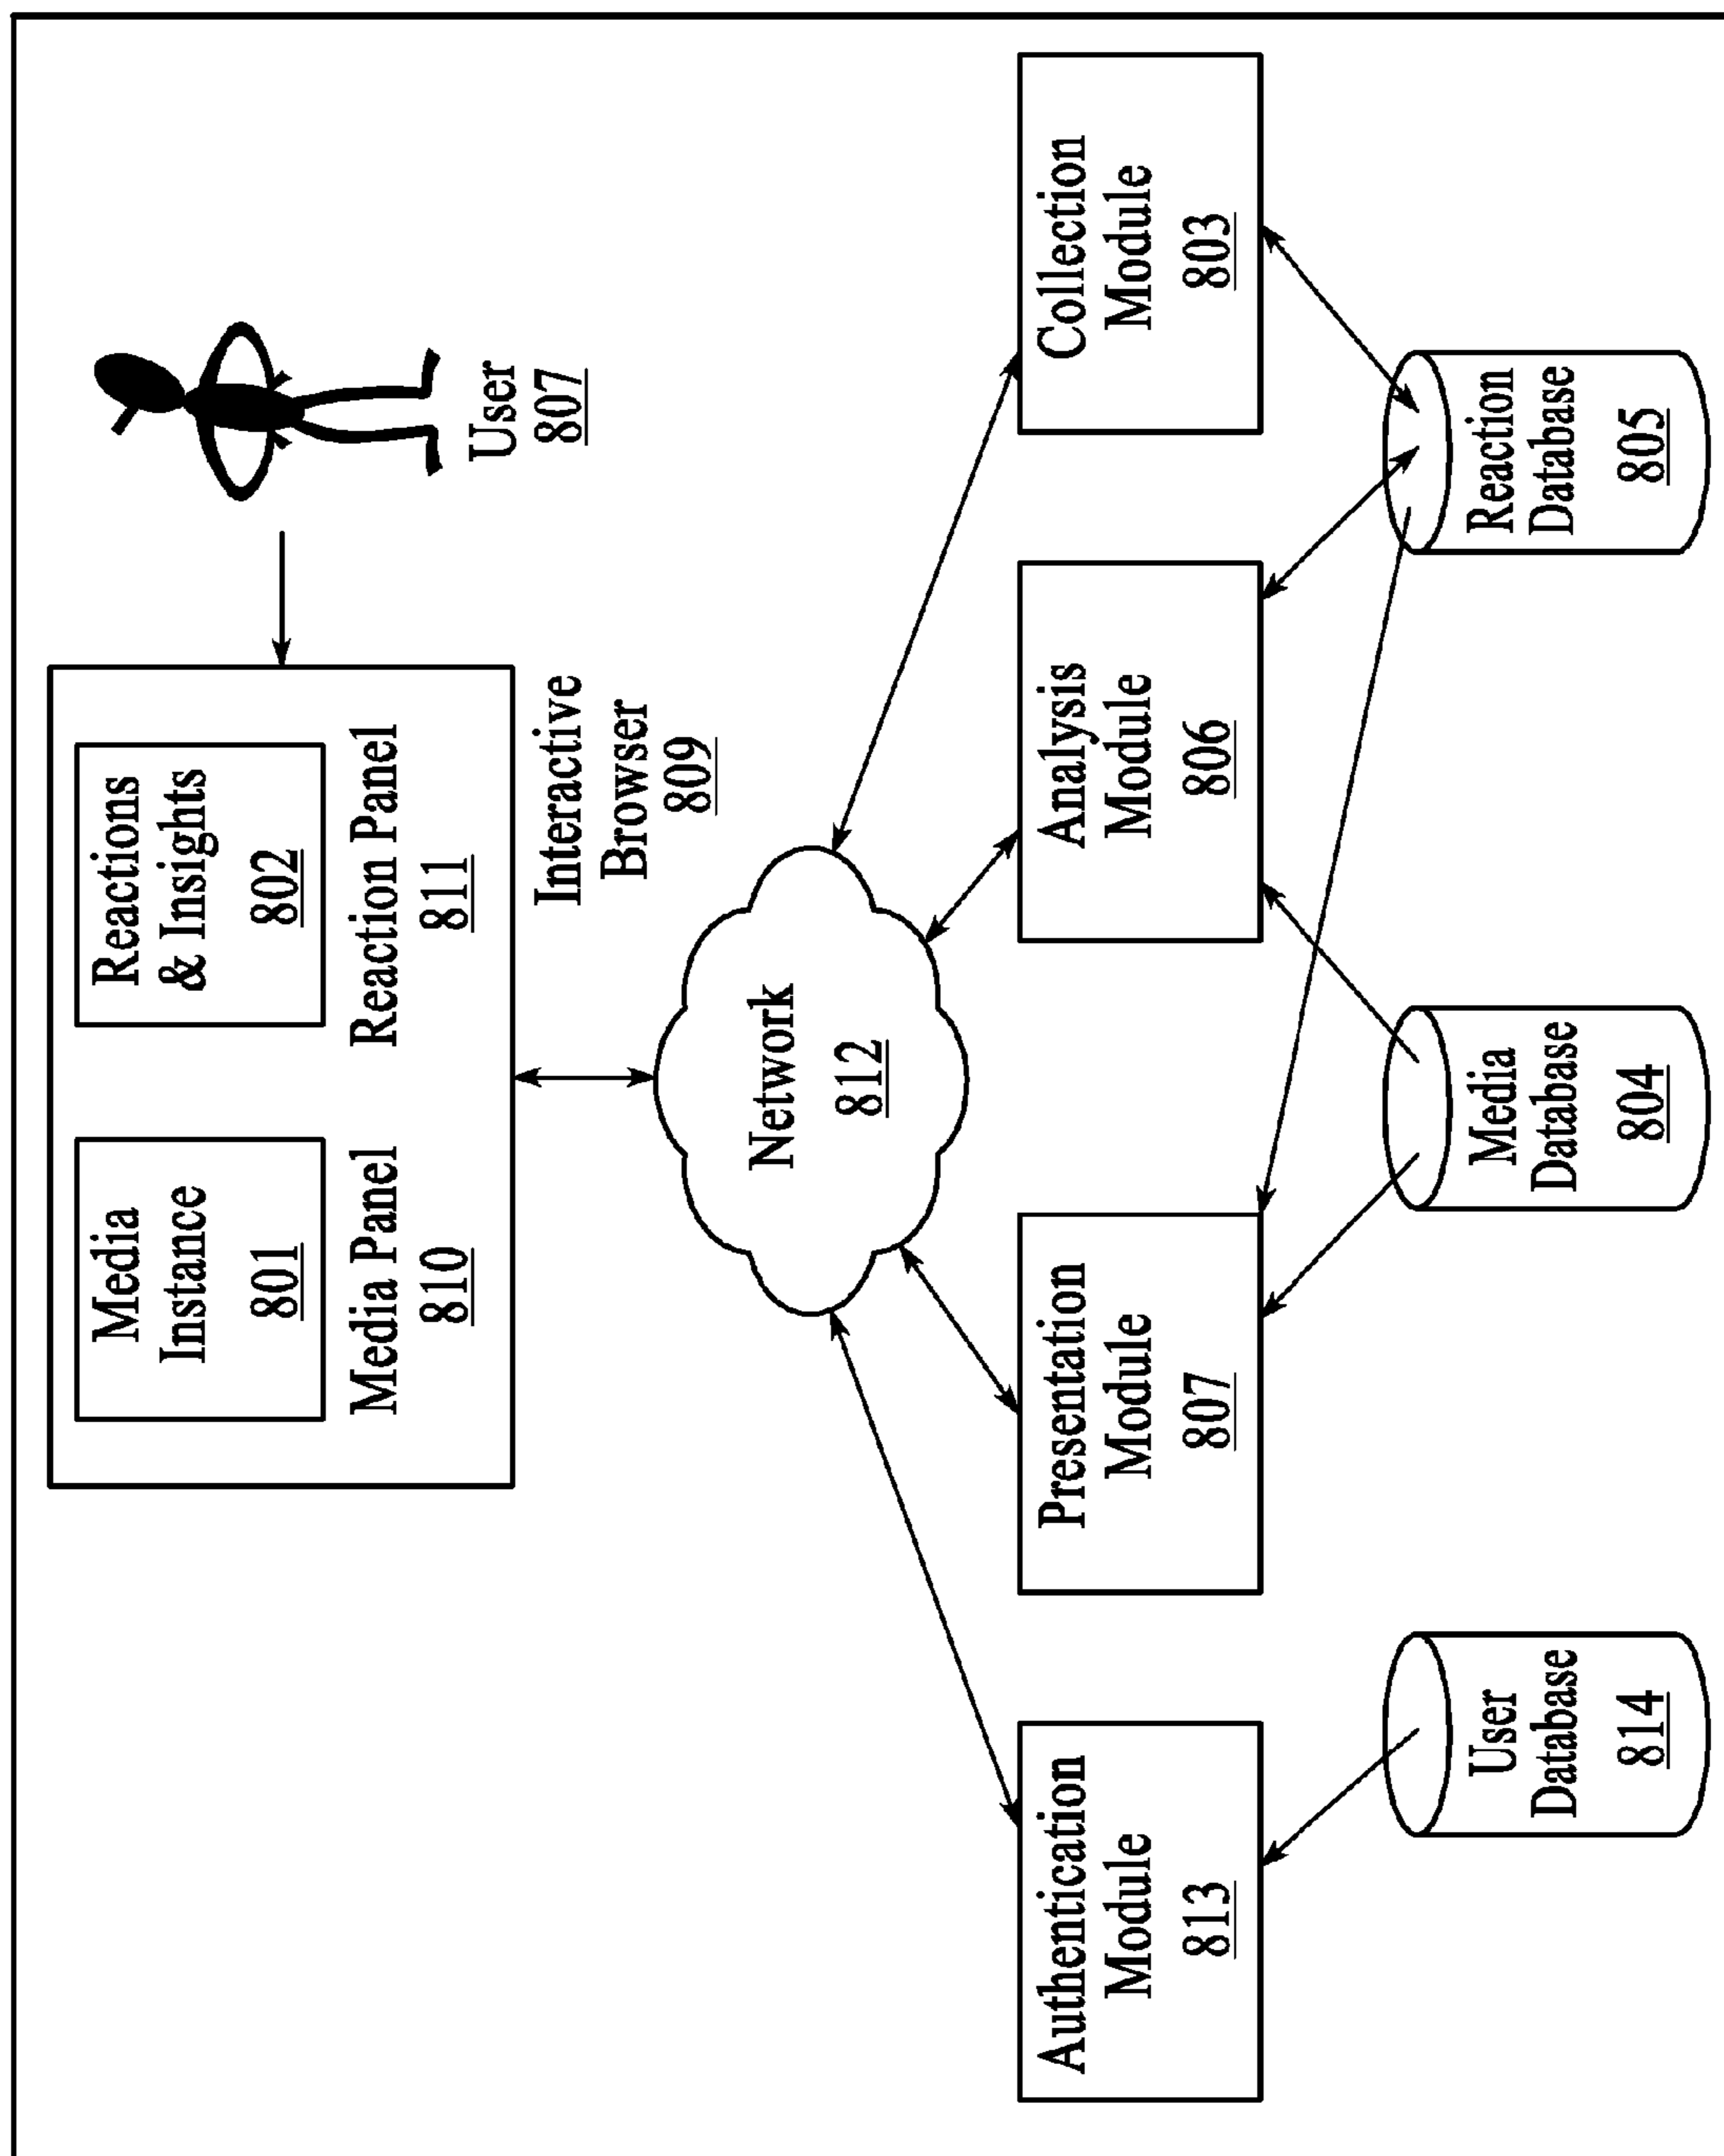 Media
Instance
801
Media Panel
810
Reactions
& Insights
802
Reaction Panel
811
Interactive
Browser
809
User
807
Network
812
Authentication
Module
813
Presentation
Module
807
Analysis
Module
806
Collection
Module
803
User
Database
814
Media
Database
804
Reaction
Database
805